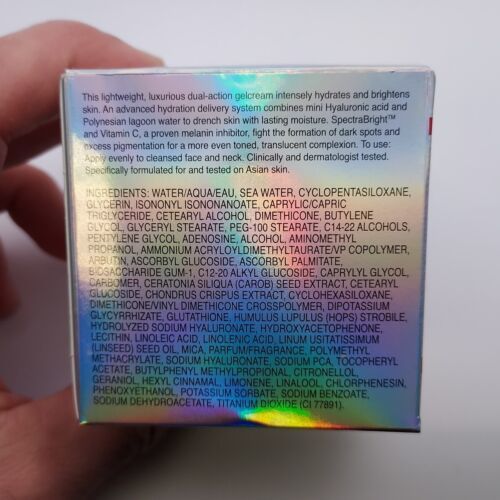 This lightweight, luxurious dual-action gelcream intensely hydrates and brightens
skin. An advanced hydration delivery system combines mini Hyaluronic acid and
Polynesian lagoon water to drench skin with lasting moisture. SpectraBright™
and Vitamin C, a proven melanin inhibitor, fight the formation of dark spots and
excess pigmentation for a more even toned, translucent complexion. To use:
Apply evenly to cleansed face and neck. Clinically and dermatologist tested.
Specifically formulated for and tested on Asian skin.
INGREDIENTS: WATER/AQUA/EAU, SEA WATER, CYCLOPENTASILOXANE,
GLYCERIN, ISONONYL ISONONANOATE, CAPRYLIC/CAPRIC
TRIGLYCERIDE, CETEARYL ALCOHOL, DIMETHICONE, BUTYLENE
GLYCOL, GLYCERYL STEARATE, PEG-100 STEARATE, C14-22 ALCOHOLS,
PENTYLENE GLYCOL, ADENOSINE, ALCOHOL, AMINOMETHYL
PROPANOL, AMMONIUM ACRYLOYLDIMETHYLTAURATE/VP COPOLYMER,
ARBUTIN, ASCORBYL GLUCOSIDE, ASCORBYL PALMITATE,
BIOSACCHARIDE GUM-1, C12-20 ALKYL GLUCOSIDE, CAPRYLYL GLYCOL,
CARBOMER, CERATONIA SILIQUA (CAROB) SEED EXTRACT, CETEARYL
GLUCOSIDE, CHONDRUS CRISPUS EXTRACT, CYCLOHEXASILOXANE,
DIMETHICONE/VINYL DIMETHICONE CROSSPOLYMER, DIPOTASSIUM
GLYCYRRHIZATE, GLUTATHIONE, HUMULUS LUPULUS (HOPS) STROBILE,
HYDROLYZED SODIUM HYALURONATE, HYDROXYACETOPHENONE,
LECITHIN, LINOLEIC ACID, LINOLENIC ACID, LINUM USITATISSIMUM
(LINSEED) SEED OIL, MICA, PARFUM/FRAGRANCE, POLYMETHYL
METHACRYLATE, SODIUM HYALURONATE, SODIUM PCA, TOCOPHERYL
ACETATE, BUTYLPHENYL METHYLPROPIONAL, CITRONELLOL,
GERANIOL, HEXYL CINNAMAL, LIMONENE, LINALOOL, CHLORPHENESIN,
PHENOXYETHANOL, POTASSIUM SORBATE, SODIUM BENZOATE,
SODIUM DEHYDROACETATE, TITANIUM DIOXIDE (CI 77891).